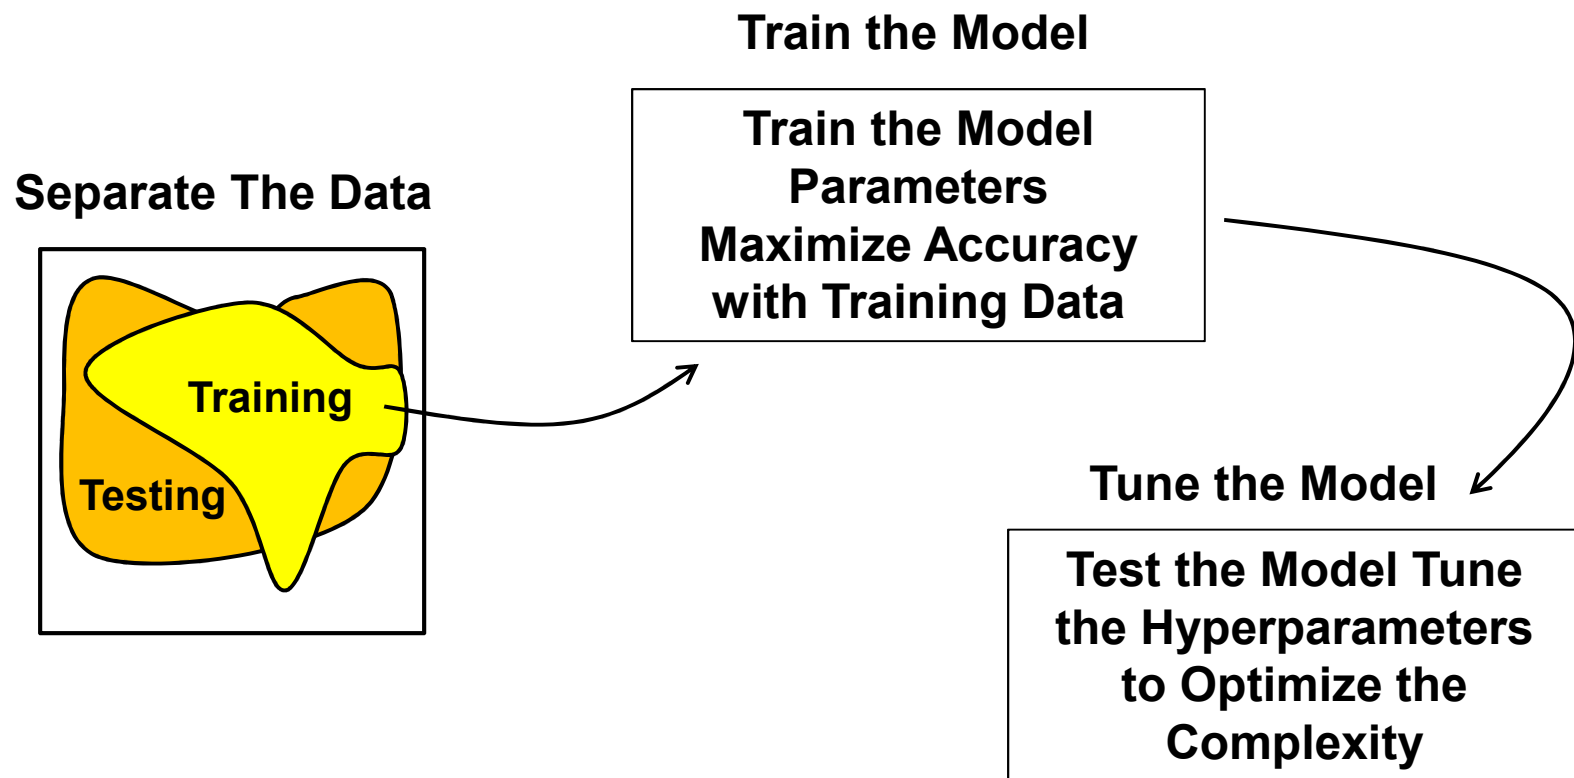 Train the Model
Train the Model
Parameters
Maximize Accuracy
with Training Data
Separate The Data
Training
Testing
Tune the Model
Test the Model Tune
the Hyperparameters
to Optimize the
Complexity